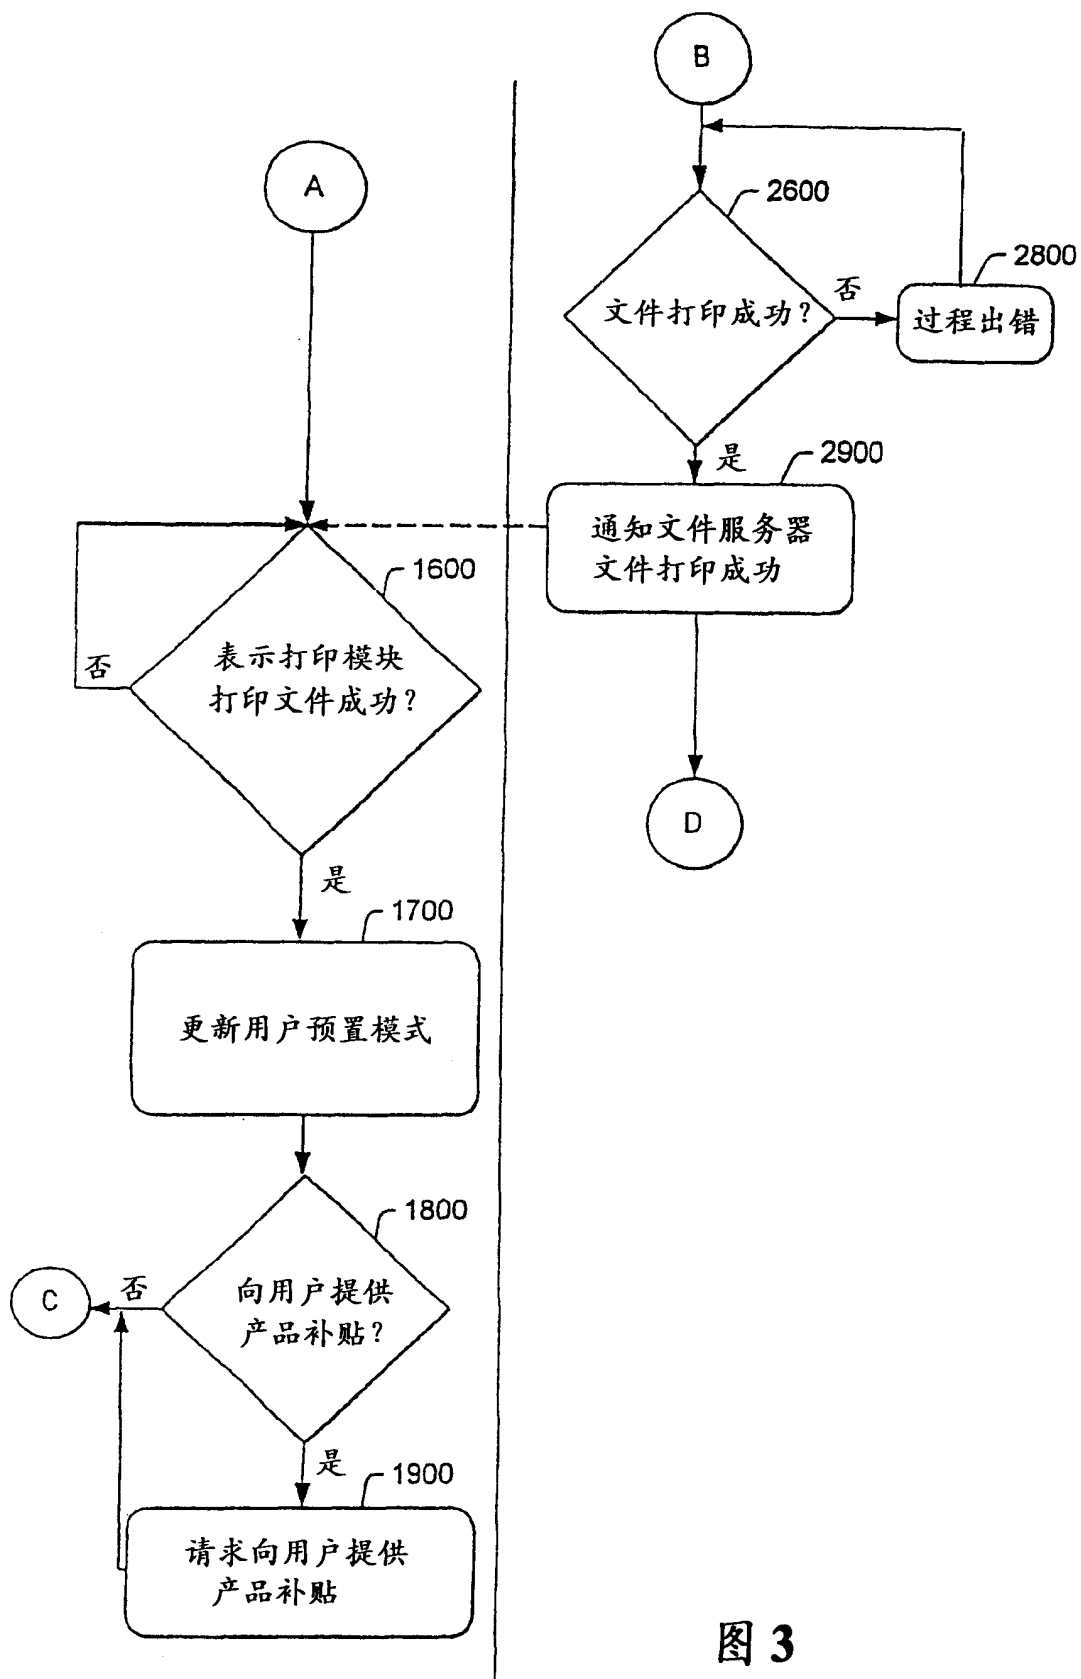 A
1600
表示打印模块
打印文件成功?
否
是
1700
更新用户预置模式
1800
向用户提供
产品补贴?
否
C
是
1900
请求向用户提供
产品补贴
B
2600
文件打印成功?
否
2800
过程出错
是
2900
通知文件服务器
文件打印成功
D
图 3